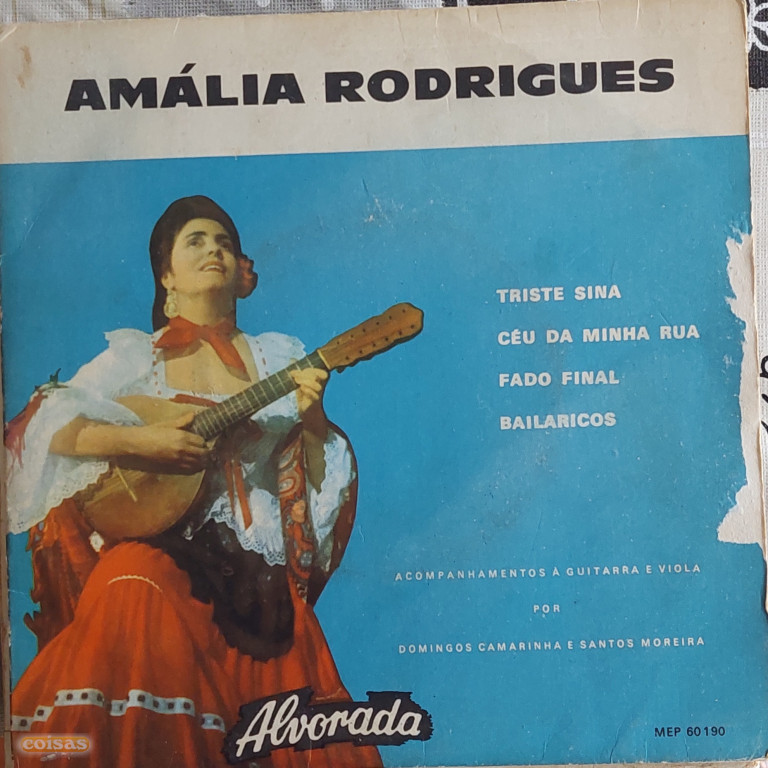 AMÁLIA RODRIGUES
TRISTE SINA
CÉU DA MINHA RUA
FADO FINAL
BAILARICOS
ACOMPANHAMENTOS À GUITARRA E VIOLA
POR
DOMINGOS CAMARINHA E SANTOS MOREIRA
Alvorada
MEP 60190
coisas